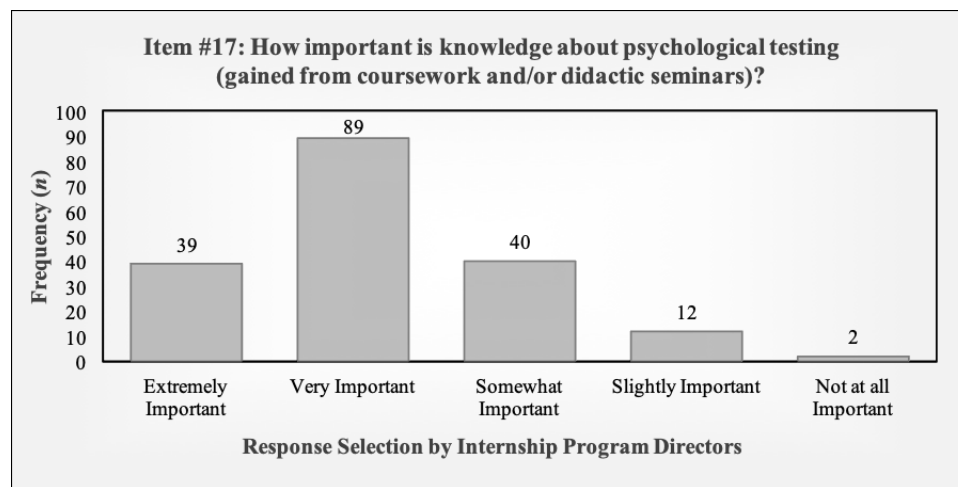 Item #17: How important is knowledge about psychological testing
(gained from coursework and/or didactic seminars)?
Frequency (n)
100
90
80
70
60
50
40
30
20
10
0
39
89
40
12
2
Extremely
Important
Very Important
Somewhat
Important
Slightly Important
Not at all
Important
Response Selection by Internship Program Directors